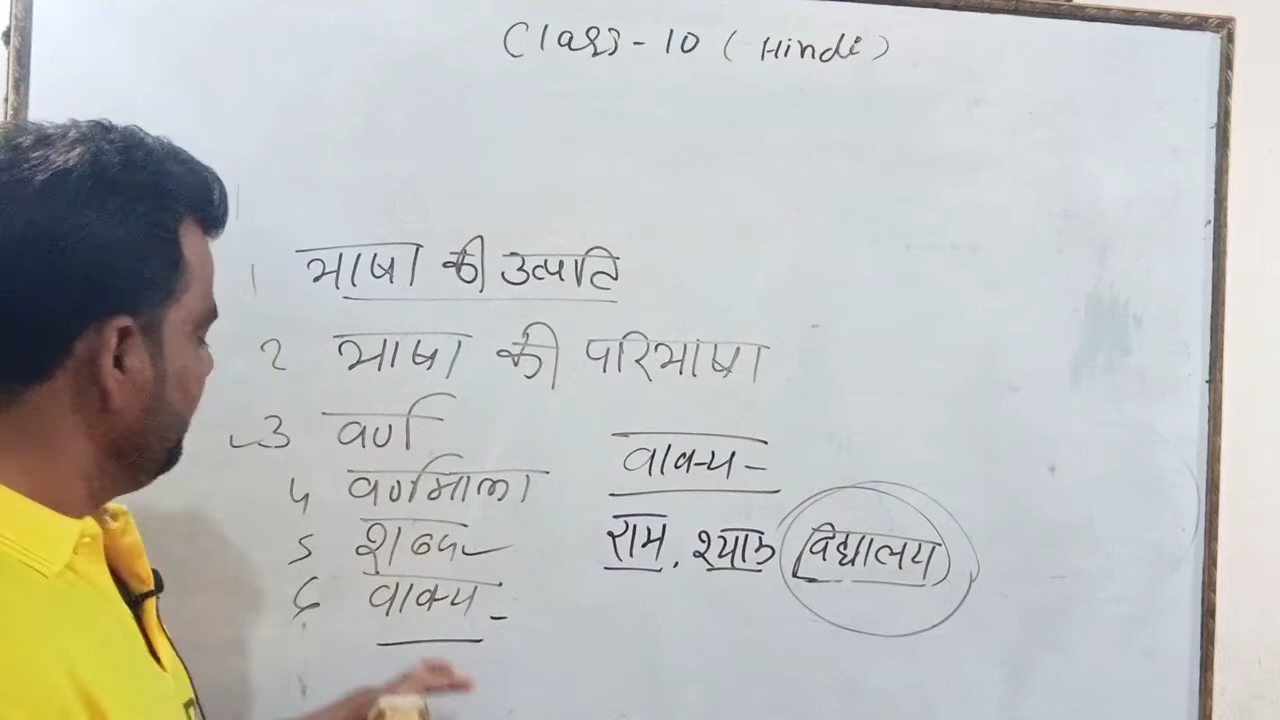 Class-10 (Hindi)
1 भाषा की उत्पति
2 भाषा की परिभाषा
3 वर्ण
4 वर्णमाला
5 शब्द-
6 वाक्य-
वाक्य-
राम, श्याम (विद्यालय)